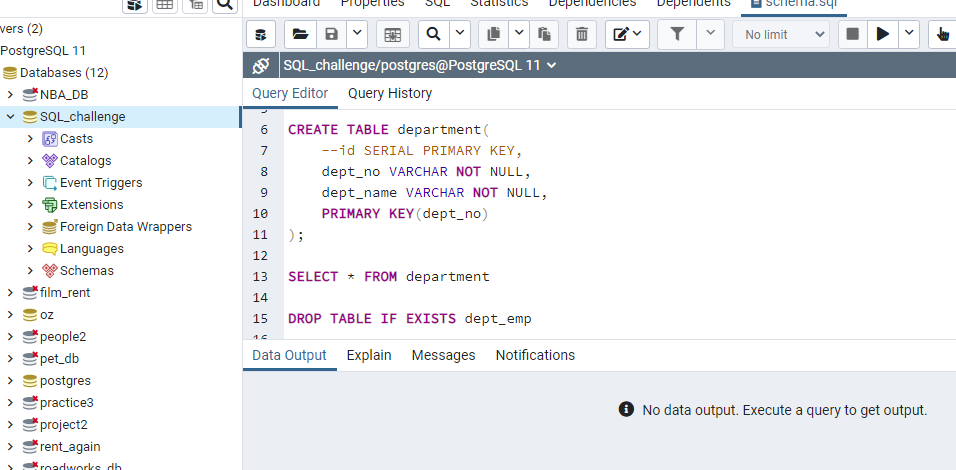 Dashboard Properties SQL Statistics Dependencies Dependents schema.sql
vers (2)
PostgreSQL 11
Databases (12)
NBA_DB
SQL_challenge
Casts
Catalogs
Event Triggers
Extensions
Foreign Data Wrappers
Languages
Schemas
film_rent
oz
people2
pet_db
postgres
practice3
project2
rent_again
roadworks_db
No limit
SQL_challenge/postgres@PostgreSQL 11
Query Editor Query History
5
6 CREATE TABLE department(
7 --id SERIAL PRIMARY KEY,
8 dept_no VARCHAR NOT NULL,
9 dept_name VARCHAR NOT NULL,
10 PRIMARY KEY(dept_no)
11 );
12
13 SELECT * FROM department
14
15 DROP TABLE IF EXISTS dept_emp
16
Data Output Explain Messages Notifications
No data output. Execute a query to get output.